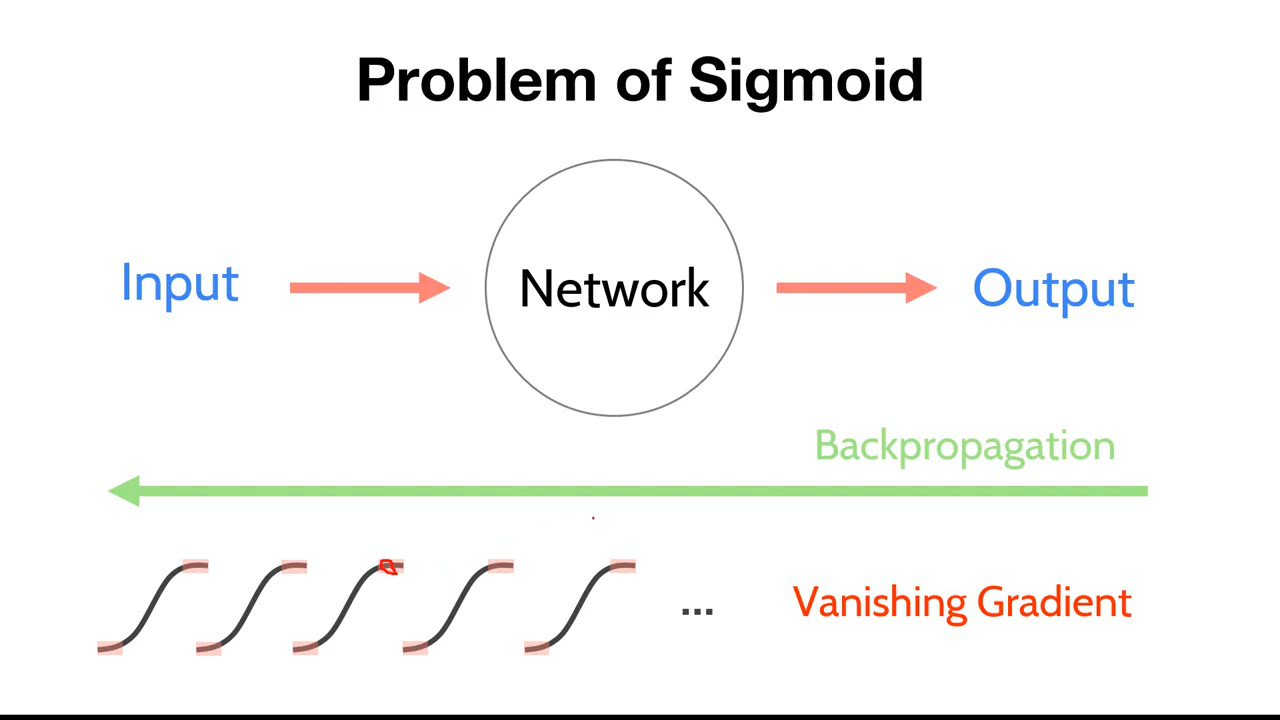 Problem of Sigmoid
Input
Network
Output
Backpropagation
... Vanishing Gradient